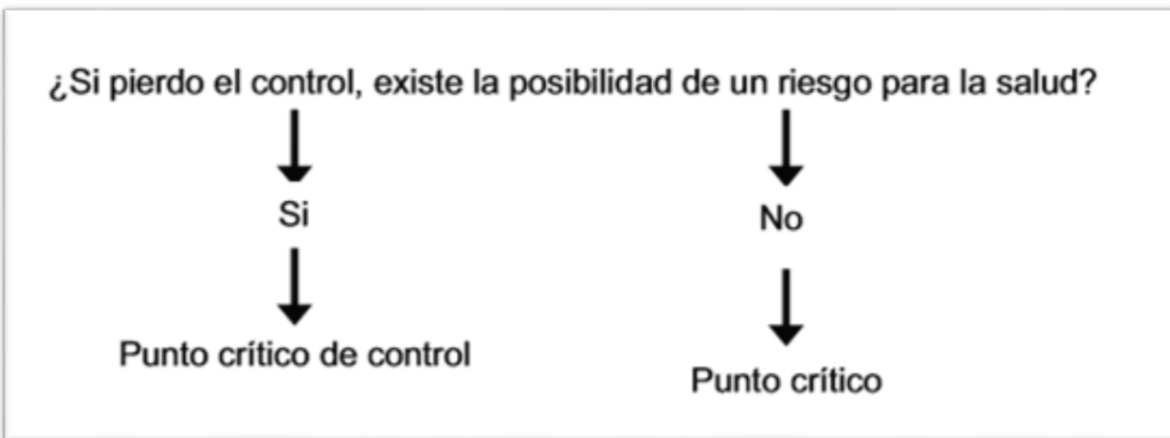 ¿Si pierdo el control, existe la posibilidad de un riesgo para la salud?
Si
No
Punto crítico de control
Punto crítico